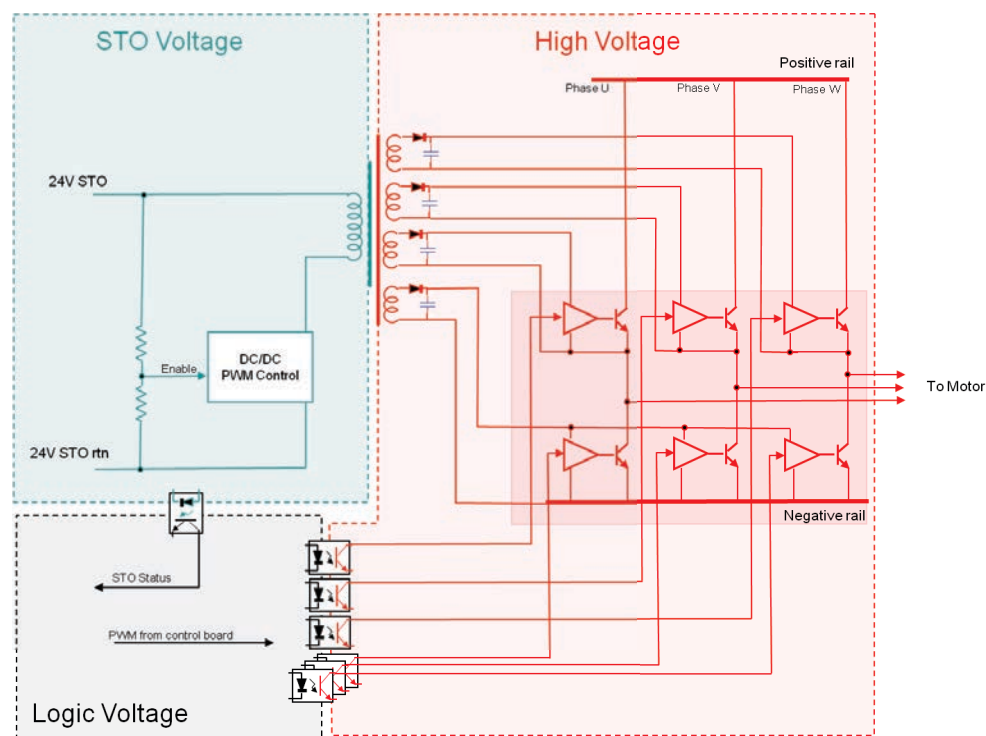 STO Voltage
High Voltage
Positive rail
Phase U
Phase V
Phase W
24V STO
DC/DC
PWM Control
Enable
To Motor
24V STO rtn
Negative rail
STO Status
PWM from control board
Logic Voltage